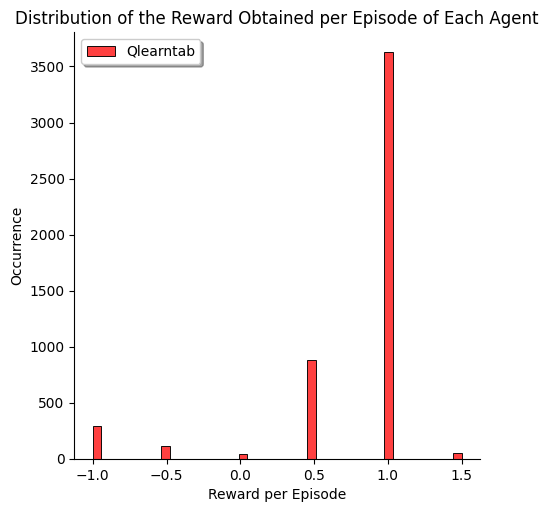 Distribution of the Reward Obtained per Episode of Each Agent
Qlearntab
3500
3000
2500
2000
1500
1000
500
0
Occurrence
−1.0 −0.5 0.0 0.5 1.0 1.5
Reward per Episode